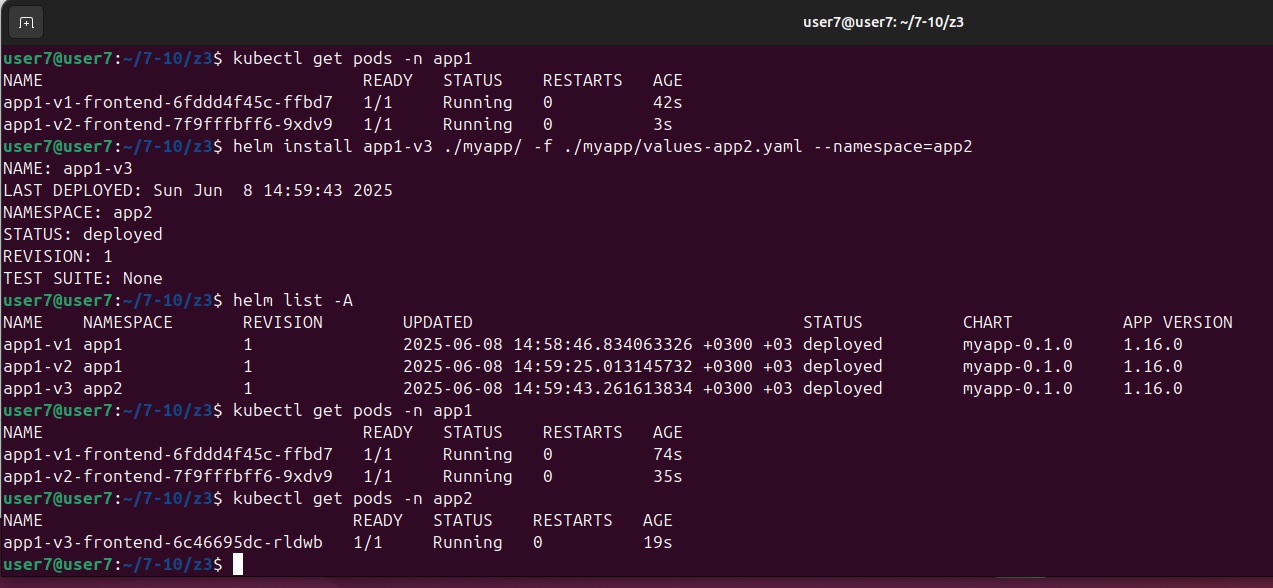 user7@user7: ~/7-10/z3
user7@user7:~/7-10/z3$ kubectl get pods -n app1
NAME READY STATUS RESTARTS AGE
app1-v1-frontend-6fddd4f45c-ffbd7 1/1 Running 0 42s
app1-v2-frontend-7f9fffbff6-9xdv9 1/1 Running 0 3s
user7@user7:~/7-10/z3$ helm install app1-v3 ./myapp/ -f ./myapp/values-app2.yaml --namespace=app2
NAME: app1-v3
LAST DEPLOYED: Sun Jun  8 14:59:43 2025
NAMESPACE: app2
STATUS: deployed
REVISION: 1
TEST SUITE: None
user7@user7:~/7-10/z3$ helm list -A
NAME NAMESPACE REVISION UPDATED STATUS CHART APP VERSION
app1-v1 app1 1 2025-06-08 14:58:46.834063326 +0300 +03 deployed myapp-0.1.0 1.16.0
app1-v2 app1 1 2025-06-08 14:59:25.013145732 +0300 +03 deployed myapp-0.1.0 1.16.0
app1-v3 app2 1 2025-06-08 14:59:43.261613834 +0300 +03 deployed myapp-0.1.0 1.16.0
user7@user7:~/7-10/z3$ kubectl get pods -n app1
NAME READY STATUS RESTARTS AGE
app1-v1-frontend-6fddd4f45c-ffbd7 1/1 Running 0 74s
app1-v2-frontend-7f9fffbff6-9xdv9 1/1 Running 0 35s
user7@user7:~/7-10/z3$ kubectl get pods -n app2
NAME READY STATUS RESTARTS AGE
app1-v3-frontend-6c46695dc-rldwb 1/1 Running 0 19s
user7@user7:~/7-10/z3$